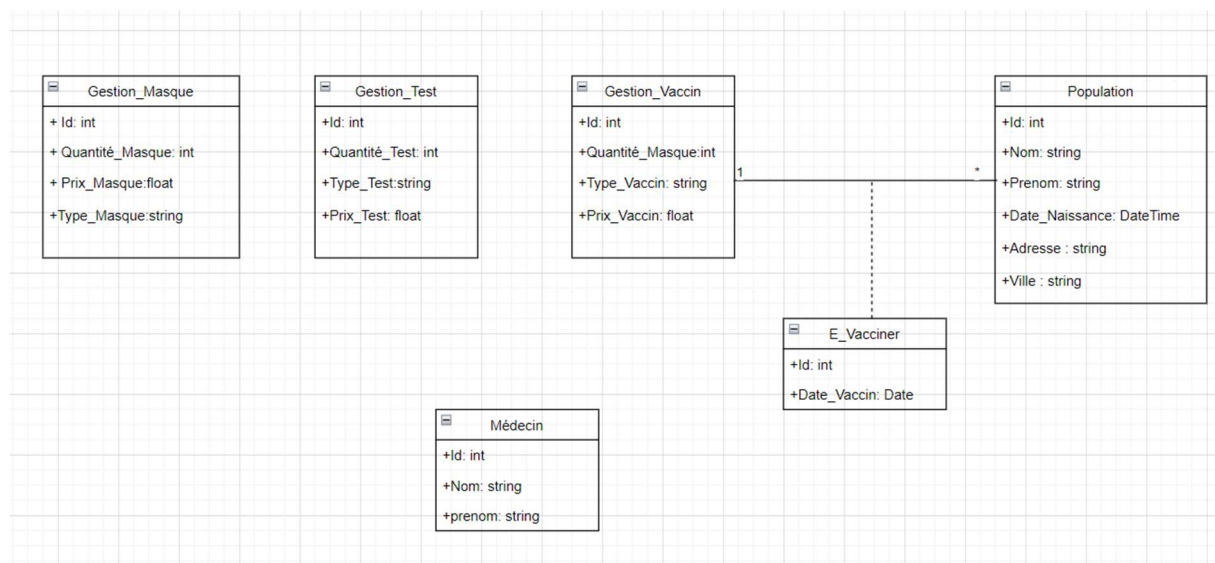 Gestion_Masque
+ Id: int
+ Quantité_Masque: int
+ Prix_Masque:float
+Type_Masque:string
Gestion_Test
+Id: int
+Quantité_Test: int
+Type_Test:string
+Prix_Test: float
Gestion_Vaccin
+Id: int
+Quantité_Masque:int
+Type_Vaccin: string
+Prix_Vaccin: float
1
*
Population
+Id: int
+Nom: string
+Prenom: string
+Date_Naissance: DateTime
+Adresse : string
+Ville : string
E_Vacciner
+Id: int
+Date_Vaccin: Date
Médecin
+Id: int
+Nom: string
+prenom: string